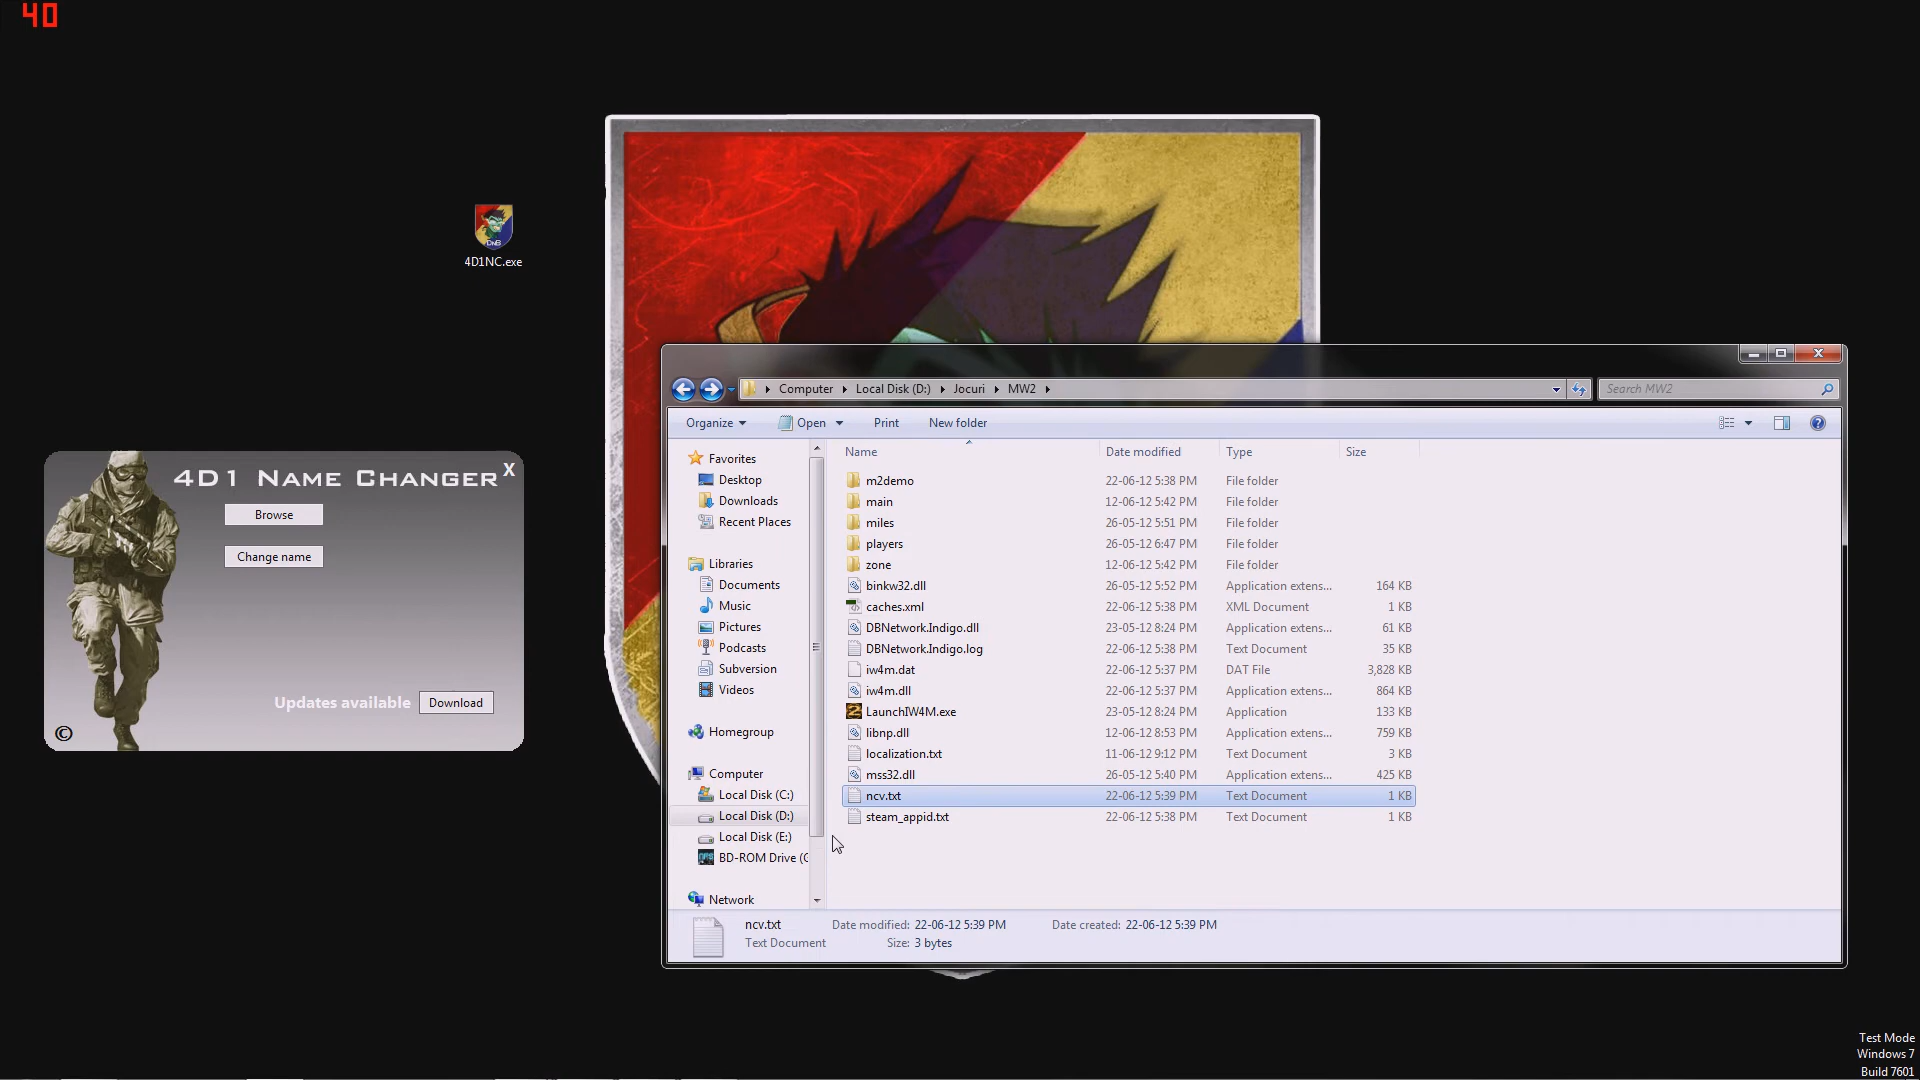 40
DNB
4D1NC.exe
4D1 Name Changer X
Browse
Change name
Updates available Download
©
Computer Local Disk (D:) Jocuri MW2
Search MW2
Organize Open Print New folder
Name Date modified Type Size
Favorites
Desktop
Downloads
Recent Places
Libraries
Documents
Music
Pictures
Podcasts
Subversion
Videos
Homegroup
Computer
Local Disk (C:)
Local Disk (D:)
Local Disk (E:)
BD-ROM Drive (G
Network
m2demo 22-06-12 5:38 PM File folder
main 12-06-12 5:42 PM File folder
miles 26-05-12 5:51 PM File folder
players 26-05-12 6:47 PM File folder
zone 12-06-12 5:42 PM File folder
binkw32.dll 26-05-12 5:52 PM Application extens... 164 KB
caches.xml 22-06-12 5:38 PM XML Document 1 KB
DBNetwork.Indigo.dll 23-05-12 8:24 PM Application extens... 61 KB
DBNetwork.Indigo.log 22-06-12 5:38 PM Text Document 35 KB
iw4m.dat 22-06-12 5:37 PM DAT File 3,828 KB
iw4m.dll 22-06-12 5:37 PM Application extens... 864 KB
LaunchIW4M.exe 23-05-12 8:24 PM Application 133 KB
libnp.dll 12-06-12 8:53 PM Application extens... 759 KB
localization.txt 11-06-12 9:12 PM Text Document 3 KB
mss32.dll 26-05-12 5:40 PM Application extens... 425 KB
ncv.txt 22-06-12 5:39 PM Text Document 1 KB
steam_appid.txt 22-06-12 5:38 PM Text Document 1 KB
ncv.txt Date modified: 22-06-12 5:39 PM Date created: 22-06-12 5:39 PM
Text Document Size: 3 bytes
Test Mode
Windows 7
Build 7601